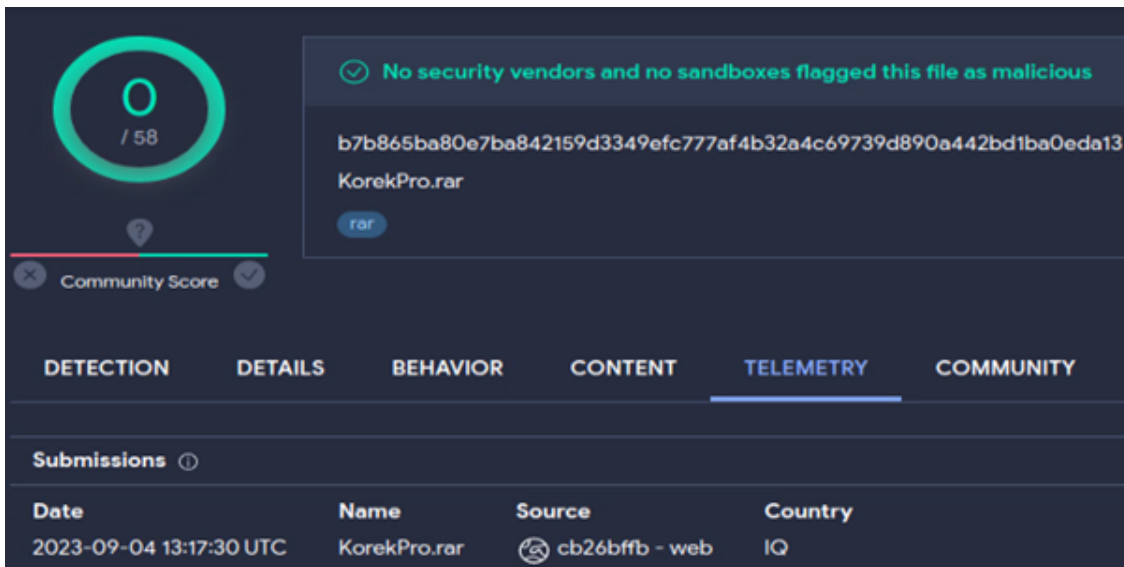 0
/ 58
No security vendors and no sandboxes flagged this file as malicious
b7b865ba80e7ba842159d3349efc777af4b32a4c69739d890a442bd1ba0eda13
KorekPro.rar
rar
?
Community Score
DETECTION DETAILS BEHAVIOR CONTENT TELEMETRY COMMUNITY
Submissions
Date Name Source Country
2023-09-04 13:17:30 UTC KorekPro.rar cb26bffb - web IQ